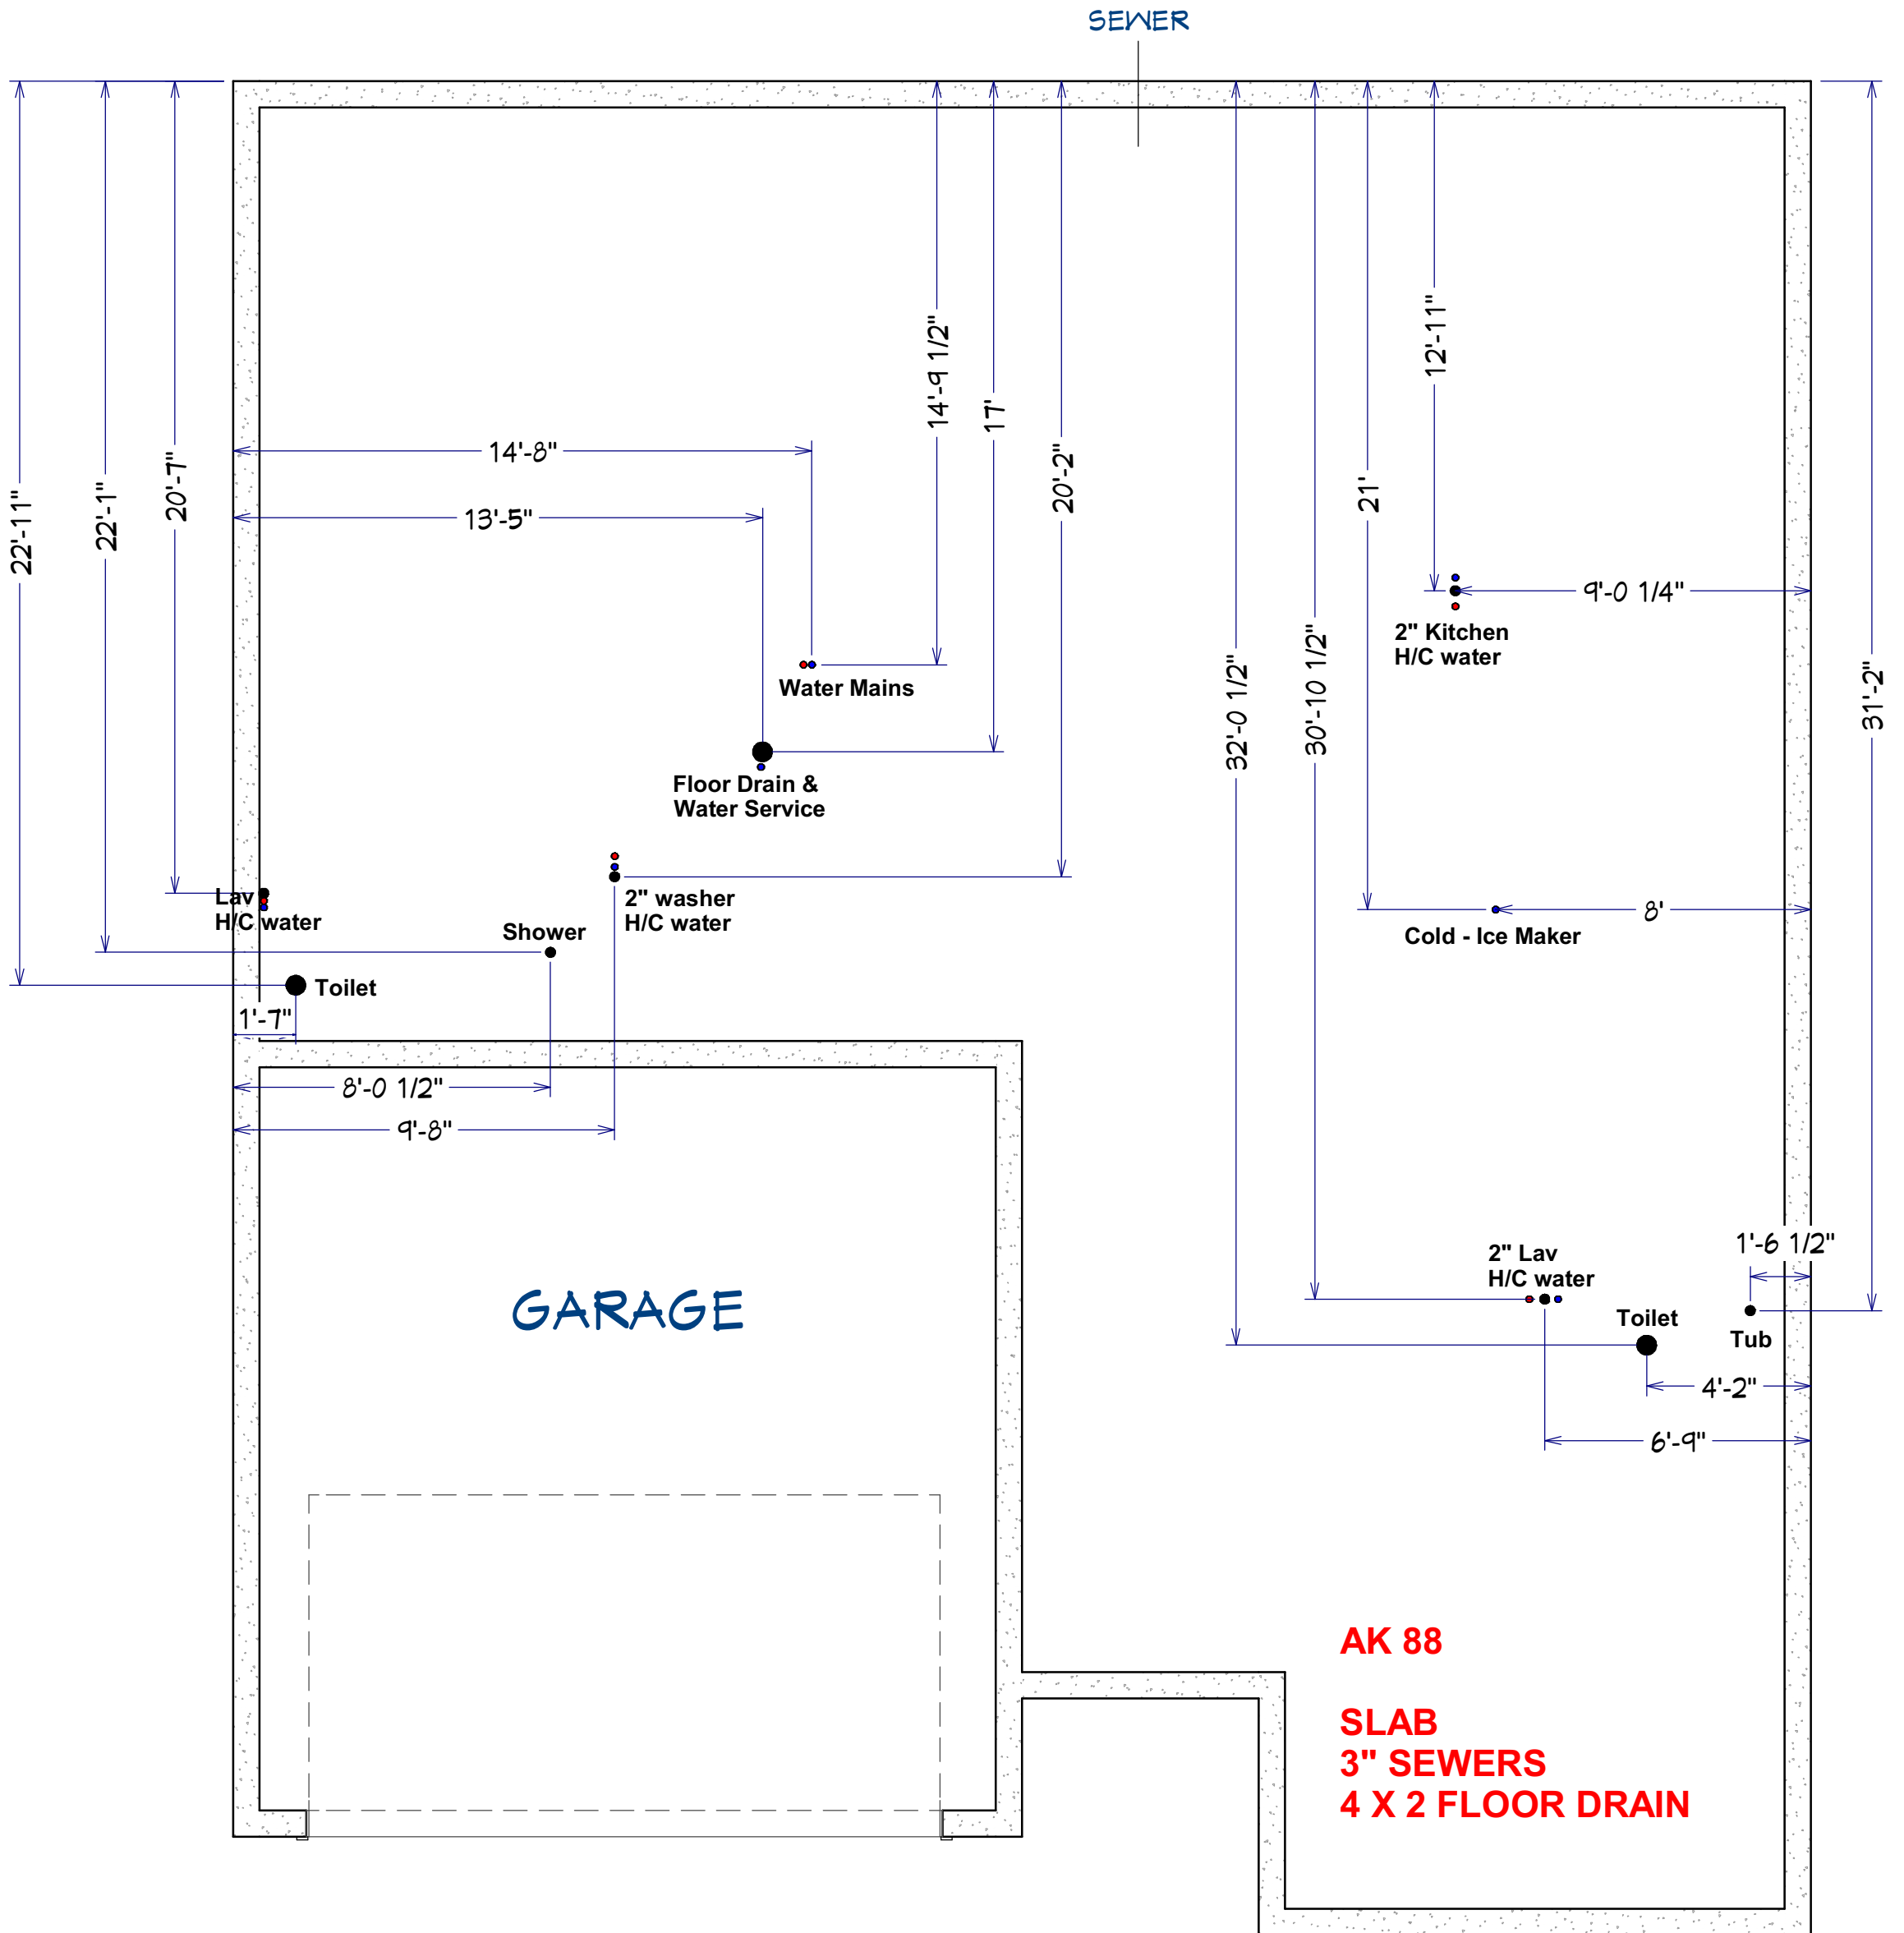 SEWER
22'-11"
22'-1"
20'-7"
14'-8"
13'-5"
14'-9 1/2"
17'
20'-2"
32'-0 1/2"
30'-10 1/2"
21'
12'-11"
9'-0 1/4"
31'-2"
2" Kitchen
H/C water
Water Mains
Floor Drain &
Water Service
2" washer
H/C water
Lav
H/C water
Shower
Toilet
1'-7"
8'-0 1/2"
9'-8"
8'
Cold - Ice Maker
1'-6 1/2"
2" Lav
H/C water
Toilet
Tub
4'-2"
6'-9"
GARAGE
AK 88
SLAB
3" SEWERS
4 X 2 FLOOR DRAIN